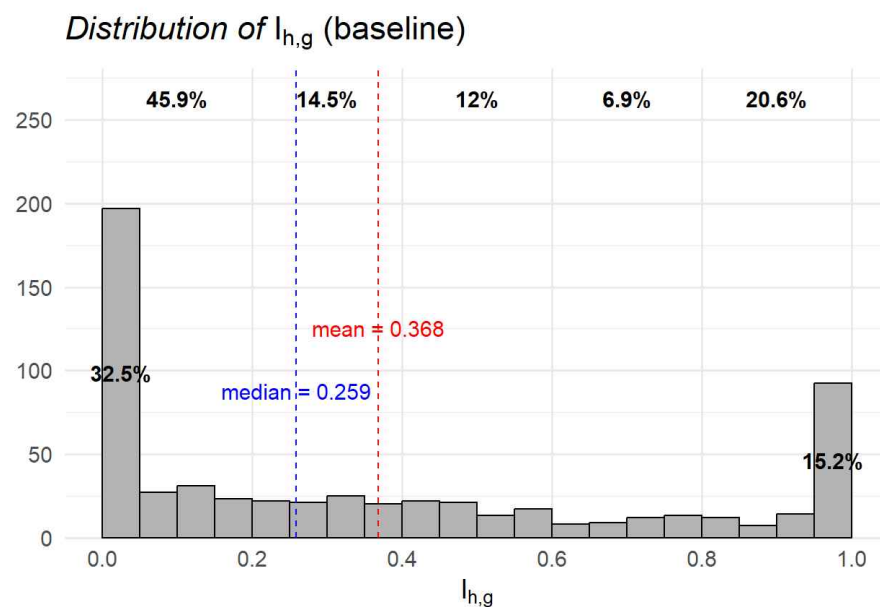 Distribution of I_h,g (baseline)
45.9% 14.5% 12% 6.9% 20.6%
250
200
150
mean = 0.368
100
32.5%
median = 0.259
50
15.2%
0
0.0 0.2 0.4 0.6 0.8 1.0
I_h,g